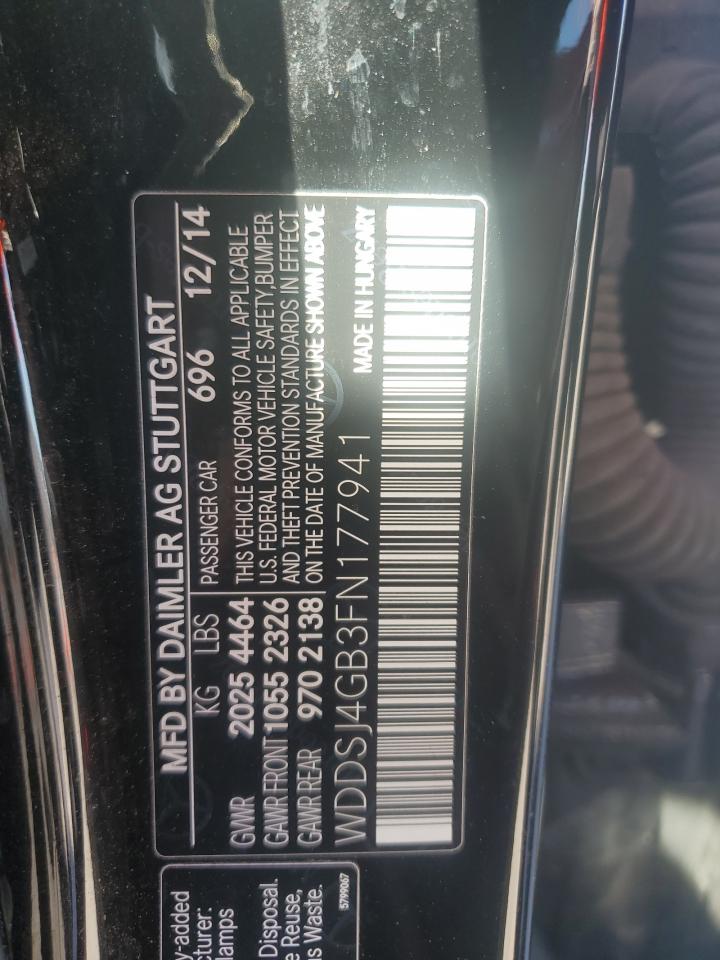 MFD BY DAIMLER AG STUTTGART
KG LBS PASSENGER CAR 696 12/14
GWR 2025 4464 THIS VEHICLE CONFORMS TO ALL APPLICABLE
GAWR FRONT 1055 2326 U.S. FEDERAL MOTOR VEHICLE SAFETY,BUMPER
GAWR REAR 970 2138 AND THEFT PREVENTION STANDARDS IN EFFECT
ON THE DATE OF MANUFACTURE SHOWN ABOVE
WDDSJ4GB3FN177941 MADE IN HUNGARY
y-added
cturer:
lamps
Disposal.
e Reuse,
s Waste.
5799067